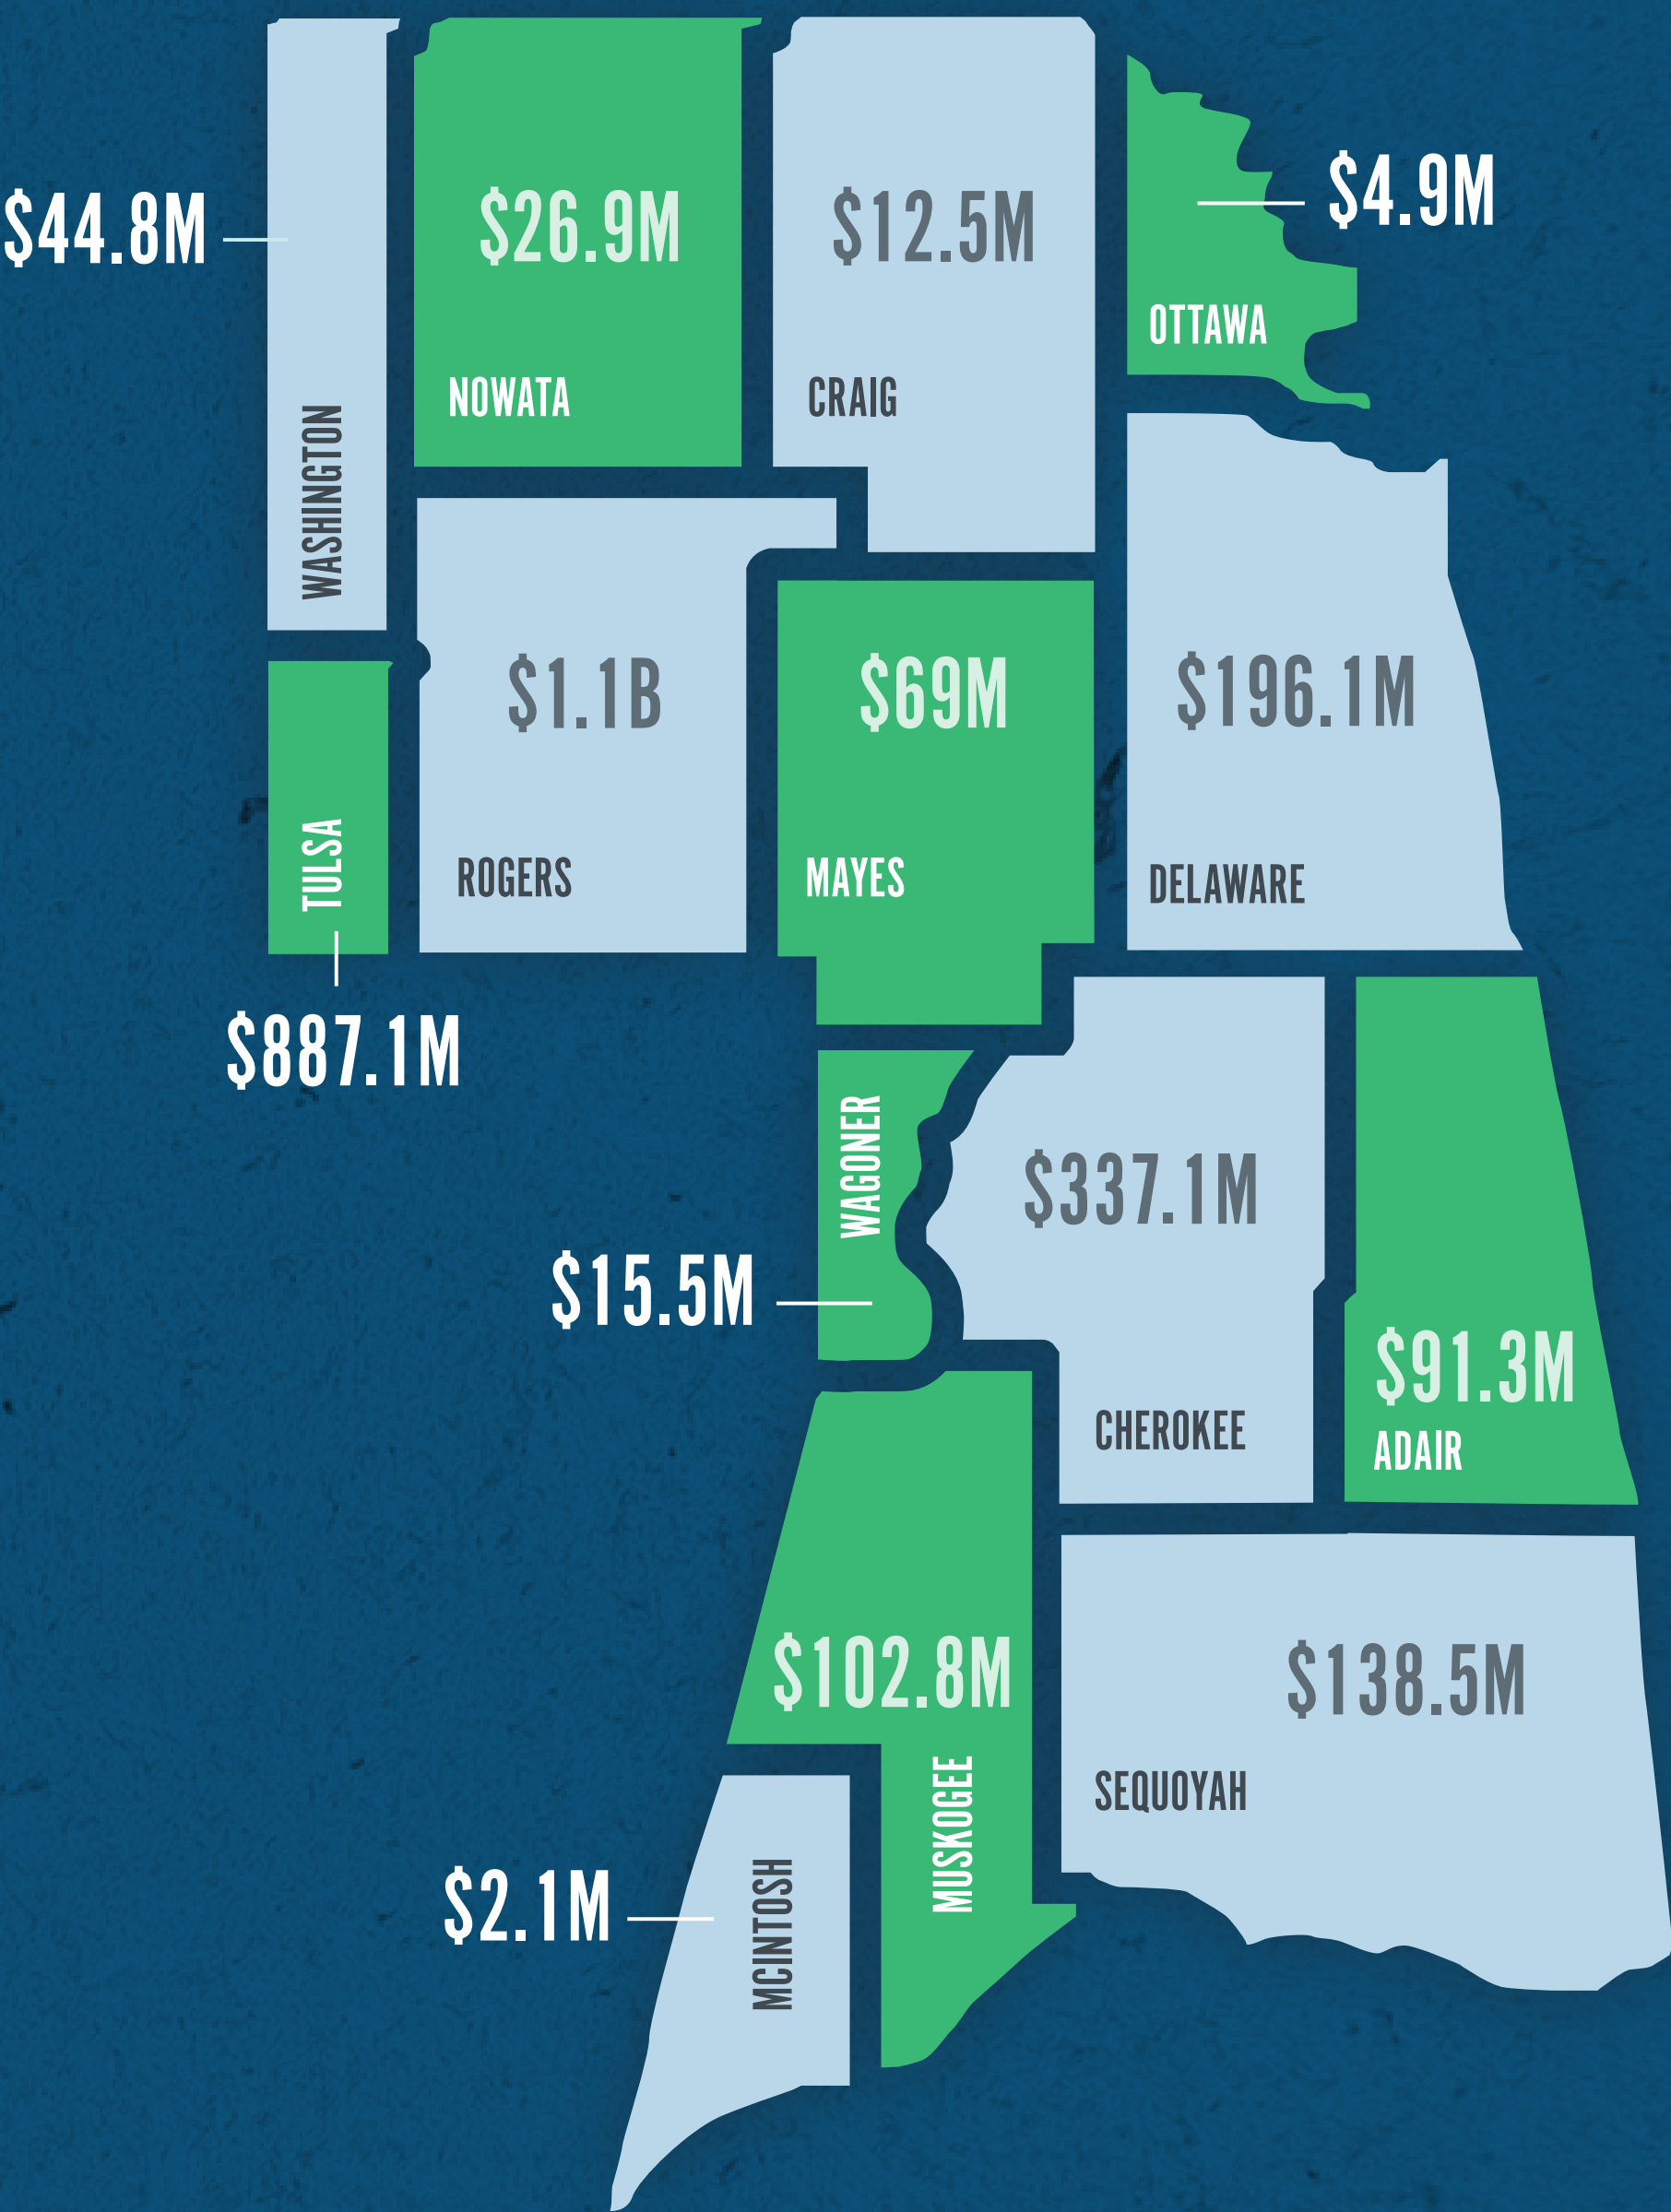 $44.8M
WASHINGTON
$26.9M
NOWATA
$12.5M
CRAIG
$4.9M
OTTAWA
TULSA
$887.1M
$1.1B
ROGERS
$69M
MAYES
$196.1M
DELAWARE
WAGONER
$15.5M
$337.1M
CHEROKEE
$91.3M
ADAIR
$102.8M
MUSKOGEE
$138.5M
SEQUOYAH
$2.1M
MCINTOSH